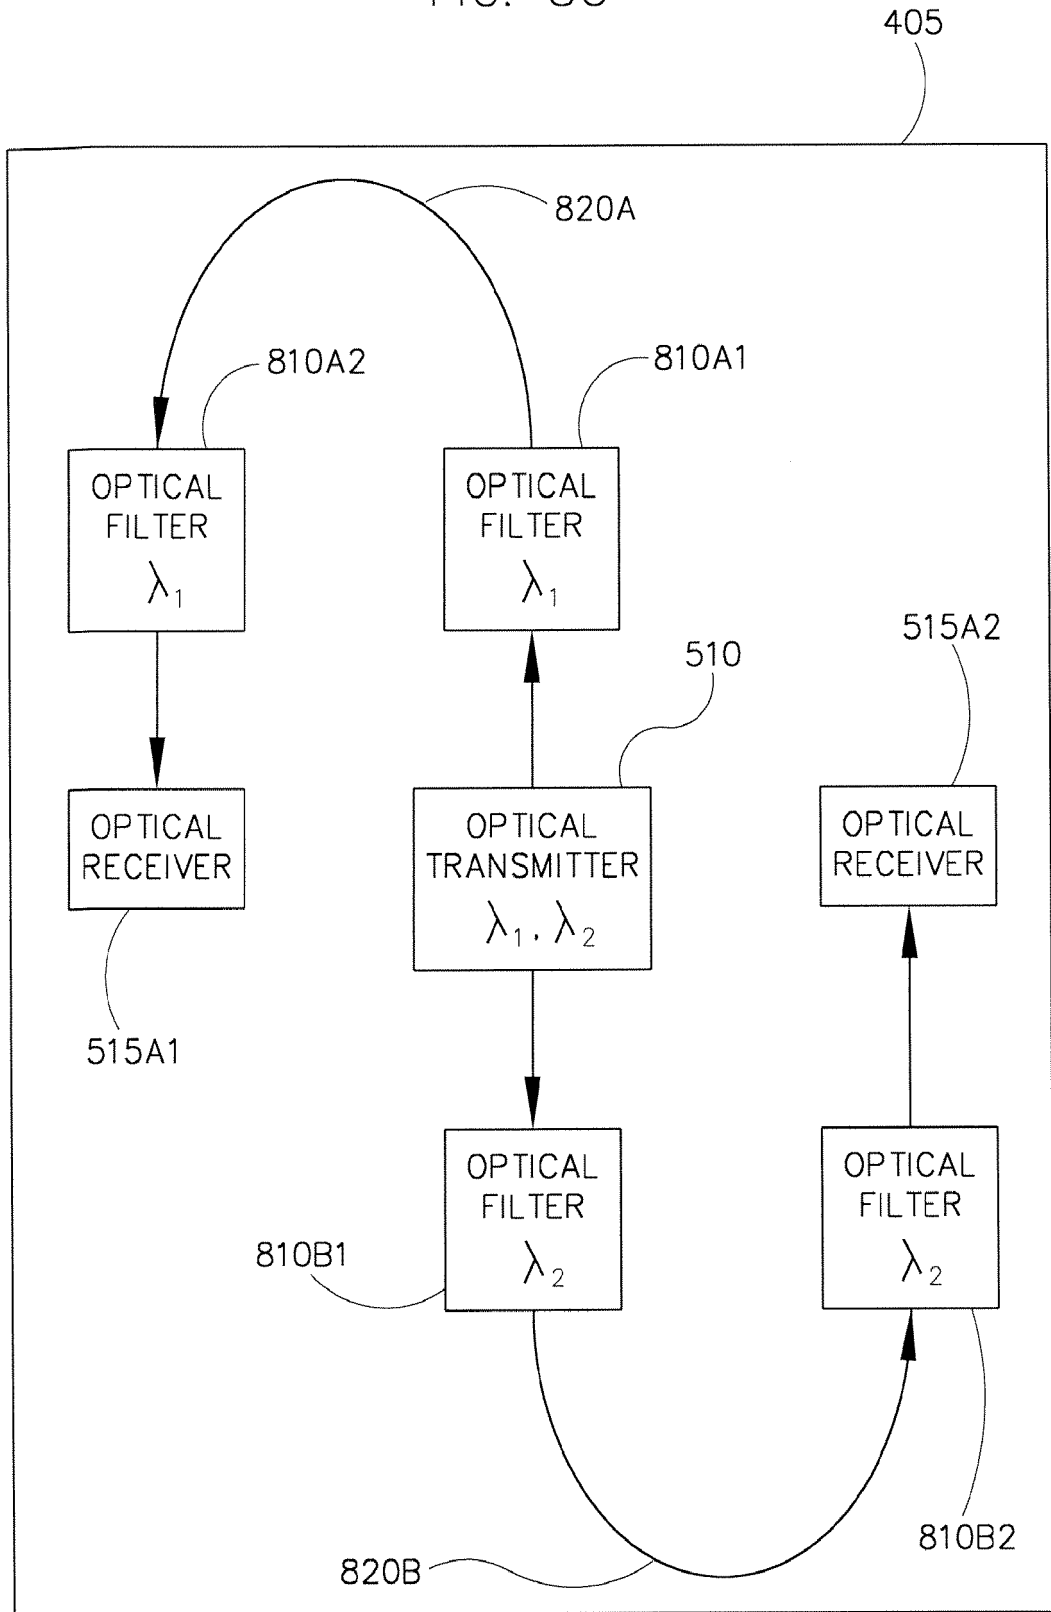 405
820A
810A2
810A1
OPTICAL
FILTER
λ₁
OPTICAL
FILTER
λ₁
510
515A2
OPTICAL
RECEIVER
OPTICAL
TRANSMITTER
λ₁, λ₂
OPTICAL
RECEIVER
515A1
OPTICAL
FILTER
λ₂
OPTICAL
FILTER
λ₂
810B1
810B2
820B